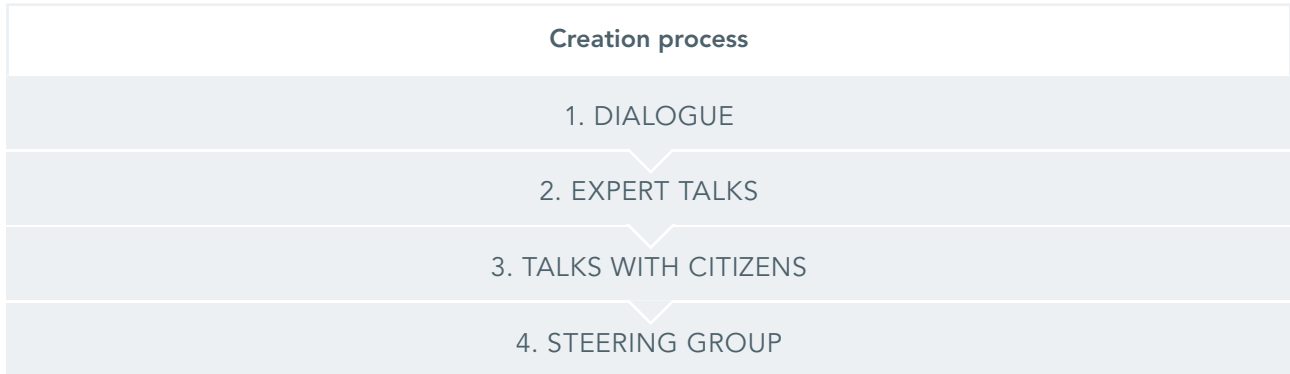 Creation process
1. DIALOGUE
2. EXPERT TALKS
3. TALKS WITH CITIZENS
4. STEERING GROUP